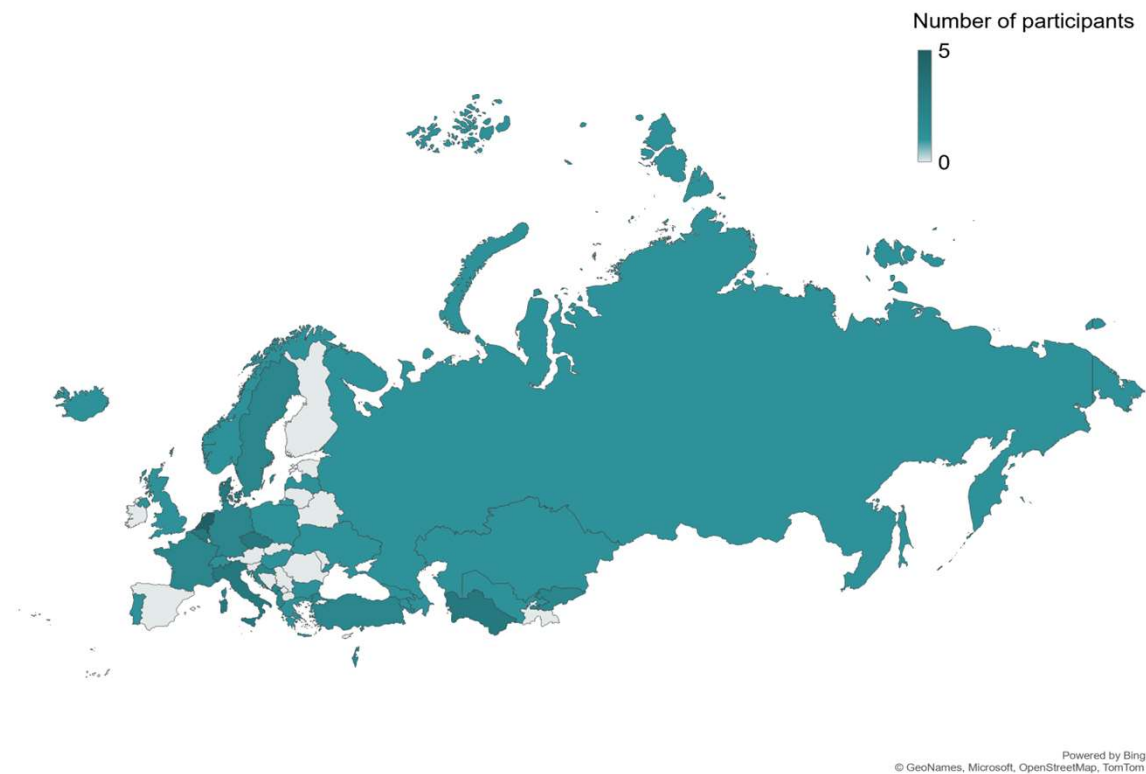 Number of participants
5
0
Powered by Bing
© GeoNames, Microsoft, OpenStreetMap, TomTom